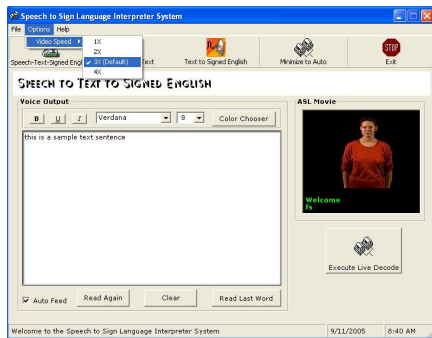 Speech to Sign Language Interpreter System
File Options Help
Video Speed
1X
2X
3X (Default)
4X
Speech-Text-Signed Engl
Text
Text to Signed English
Minimize to Auto
STOP
Exit
Speech to Text to Signed English
Voice Output
B U I Verdana 8 Color Chooser
this is a sample text sentence
ASL Movie
Welcome
fs
Execute Live Decode
Auto Feed Read Again Clear Read Last Word
Welcome to the Speech to Sign Language Interpreter System 9/11/2005 8:40 AM